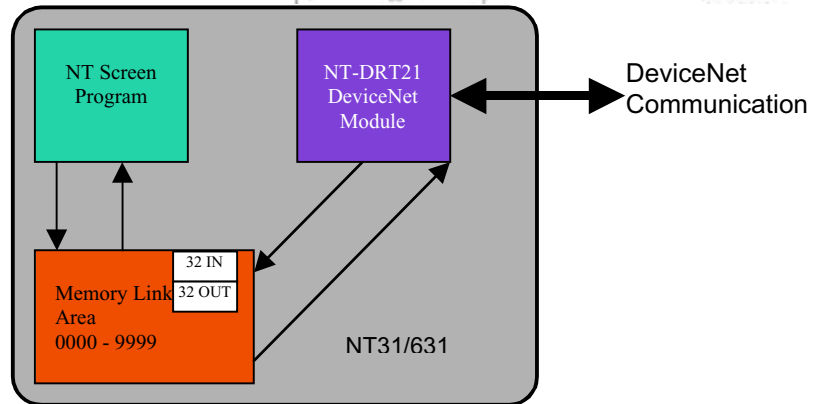 NT Screen
Program
NT-DRT21
DeviceNet
Module
DeviceNet
Communication
32 IN
32 OUT
Memory Link
Area
0000 - 9999
NT31/631